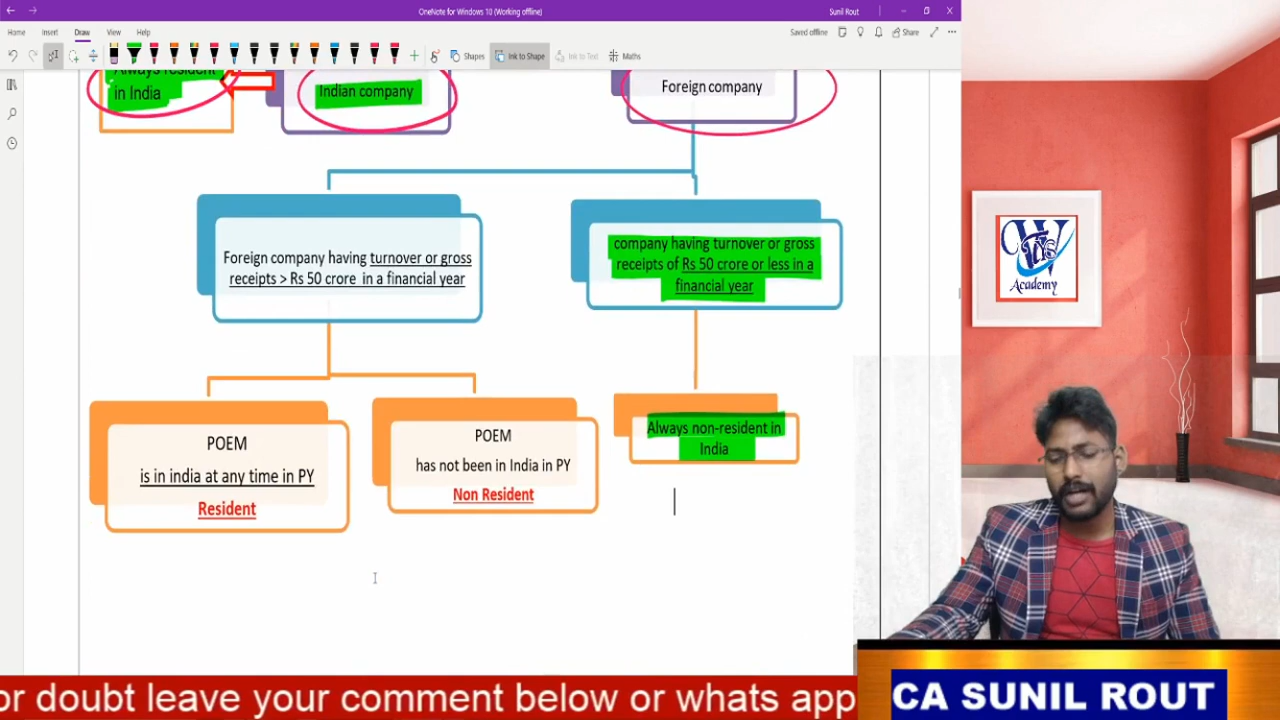 OneNote for Windows 10 (Working offline)
Sunil Rout
Home Insert Draw View Help
Saved offline
Share
Shapes
Ink to Shape
Ink to Text
Maths
Always resident
in India
Indian company
Foreign company
Foreign company having turnover or gross
receipts > Rs 50 crore in a financial year
company having turnover or gross
receipts of Rs 50 crore or less in a
financial year
POEM
is in india at any time in PY
Resident
POEM
has not been in India in PY
Non Resident
Always non-resident in
India
Academy
or doubt leave your comment below or whats app
CA SUNIL ROUT